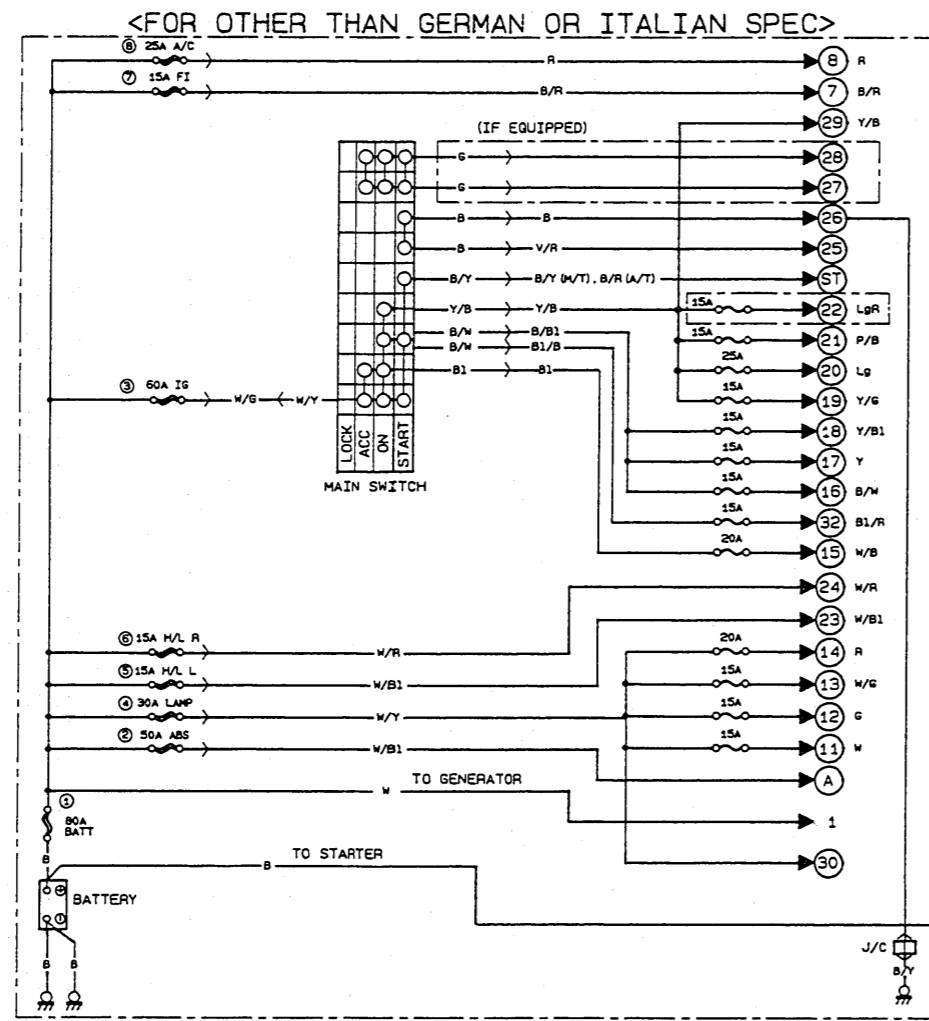 <FOR OTHER THAN GERMAN OR ITALIAN SPEC>
⑧ 25A A/C R 8 R
⑦ 15A FI B/R 7 B/R
29 Y/B
(IF EQUIPPED)
G 28
G 27
B B 26
B V/R 25
B/Y B/Y (M/T), B/R (A/T) ST
Y/B Y/B 15A 22 LgR
B/W B/Bl 15A 21 P/B
B/W Bl/B
Bl Bl 25A 20 Lg
③ 60A IG W/G W/Y 15A 19 Y/G
15A 18 Y/Bl
LOCK ACC ON START
15A 17 Y
MAIN SWITCH
15A 16 B/W
15A 32 Bl/R
20A 15 W/B
24 W/R
23 W/Bl
⑥ 15A H/L R W/R 20A 14 R
⑤ 15A H/L L W/Bl 15A 13 W/G
④ 30A LAMP W/Y 15A 12 G
② 50A ABS W/Bl 15A 11 W
TO GENERATOR A
W
① 80A BATT 1
B
TO STARTER
B 30
BATTERY
J/C
B B B/Y